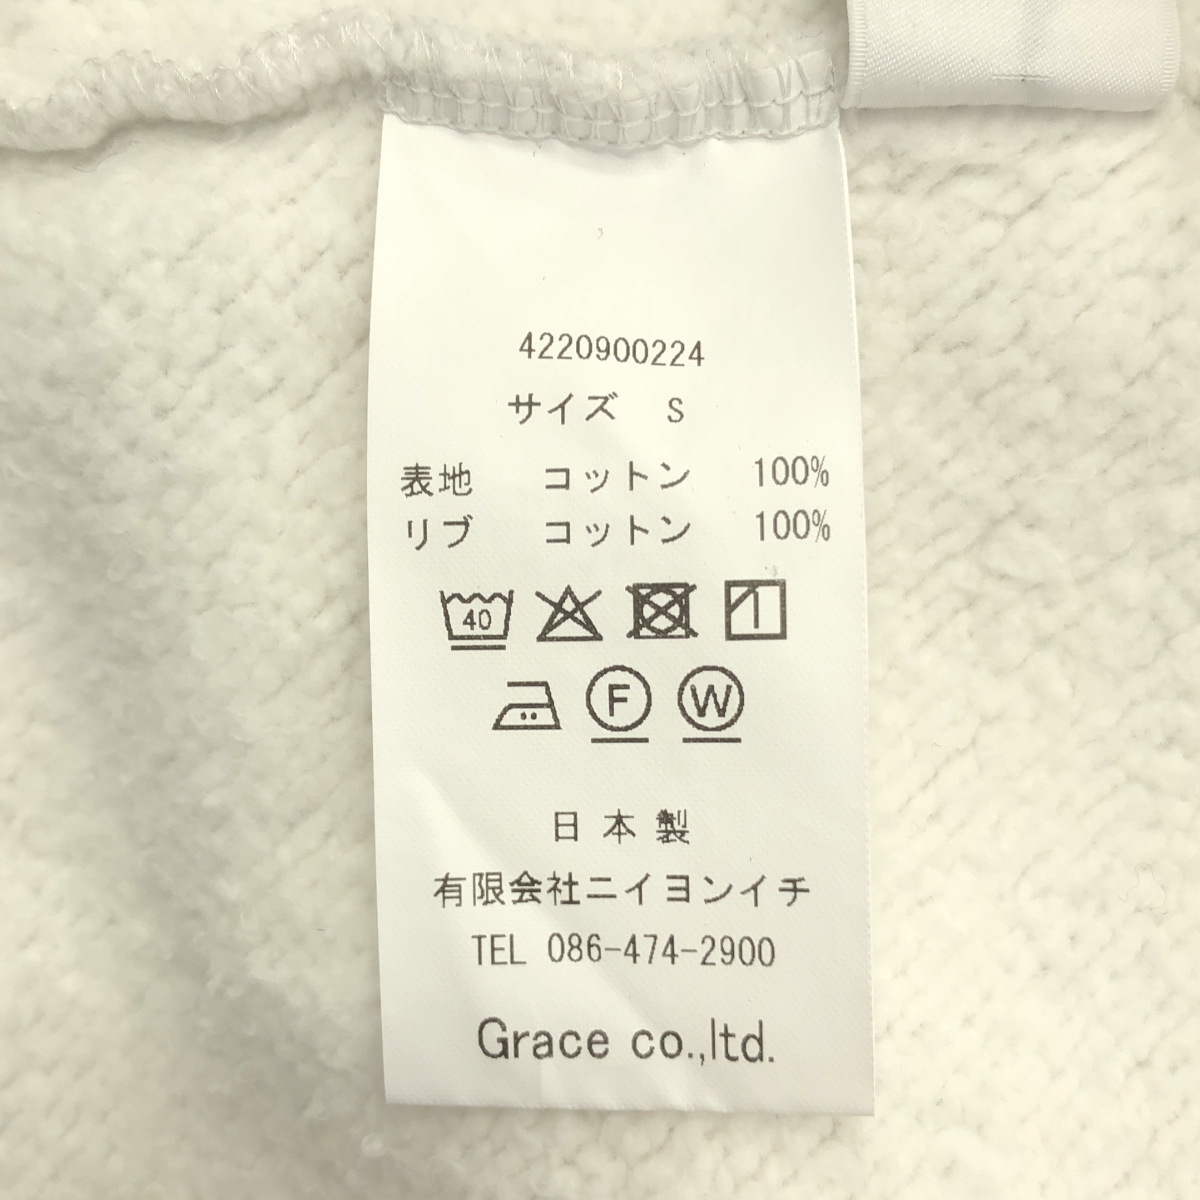 4220900224
サイズ S
表地 コットン 100%
リブ コットン 100%
40
F W
日本製
有限会社ニイヨンイチ
TEL 086-474-2900
Grace co.,ltd.